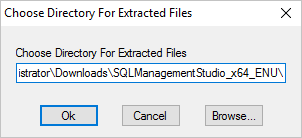 Choose Directory For Extracted Files
Choose Directory For Extracted Files
istrator\Downloads\SQLManagementStudio_x64_ENU\
Ok Cancel Browse...